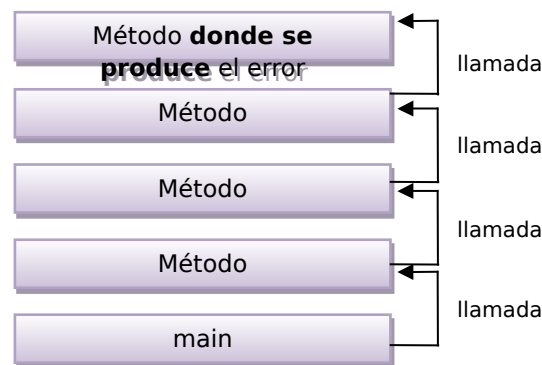 Método donde se
produce el error
llamada
Método
llamada
Método
llamada
Método
llamada
main